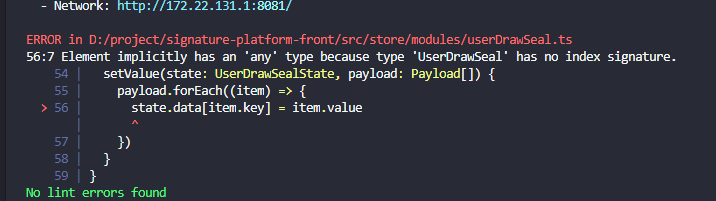 - Network: http://172.22.131.1:8081/
ERROR in D:/project/signature-platform-front/src/store/modules/userDrawSeal.ts
56:7 Element implicitly has an 'any' type because type 'UserDrawSeal' has no index signature.
54 | setValue(state: UserDrawSealState, payload: Payload[]) {
55 | payload.forEach((item) => {
> 56 | state.data[item.key] = item.value
| ^
57 | })
58 | }
59 | }
No lint errors found